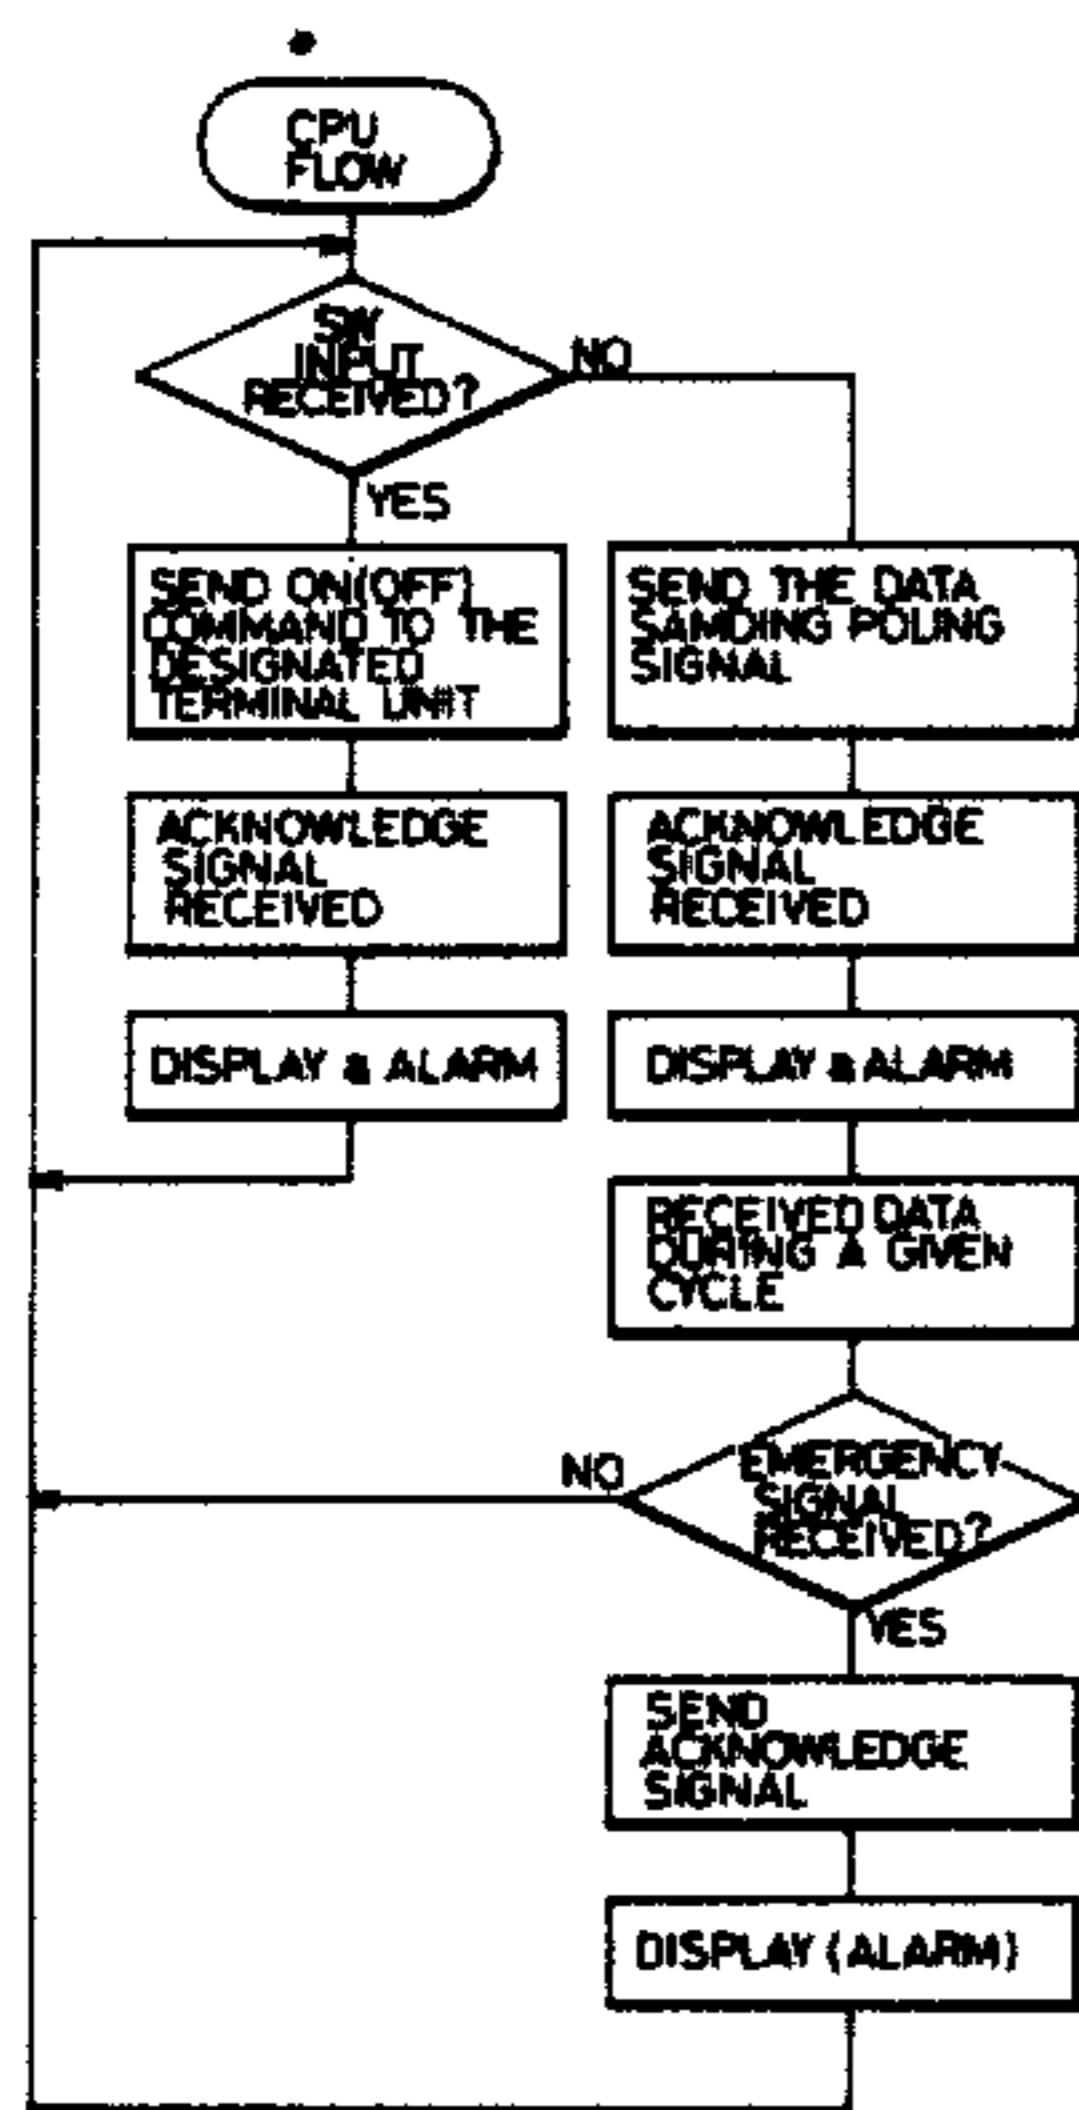 CPU
FLOW
SW
INPUT
RECEIVED?
NO
YES
SEND ON(OFF)
COMMAND TO THE
DESIGNATED
TERMINAL UNIT
ACKNOWLEDGE
SIGNAL
RECEIVED
DISPLAY & ALARM
SEND THE DATA
SAMDING POLING
SIGNAL
ACKNOWLEDGE
SIGNAL
RECEIVED
DISPLAY & ALARM
RECEIVED DATA
DURING A GIVEN
CYCLE
EMERGENCY
SIGNAL
RECEIVED?
NO
YES
SEND
ACKNOWLEDGE
SIGNAL
DISPLAY (ALARM)